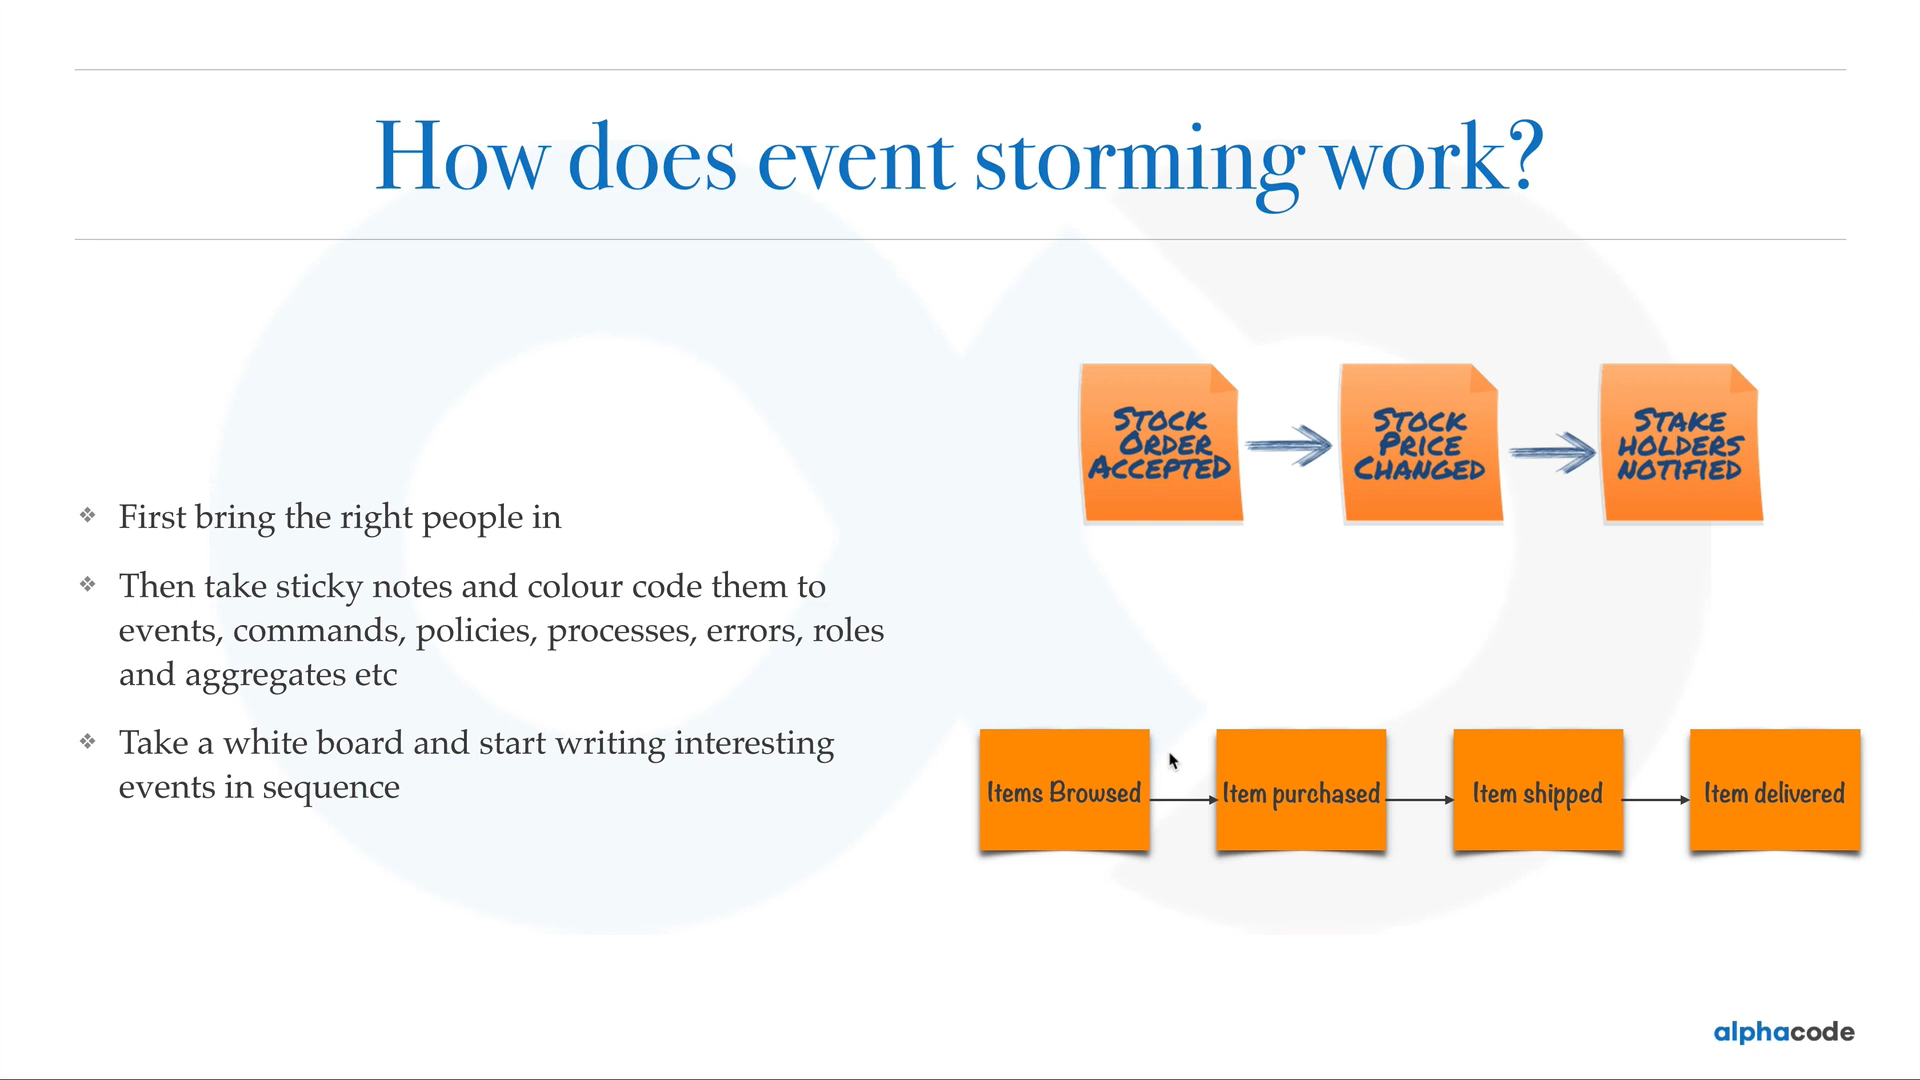 How does event storming work?
First bring the right people in
Then take sticky notes and colour code them to
events, commands, policies, processes, errors, roles
and aggregates etc
Take a white board and start writing interesting
events in sequence
STOCK
ORDER
ACCEPTED
STOCK
PRICE
CHANGED
STAKE
HOLDERS
NOTIFIED
Items Browsed
Item purchased
Item shipped
Item delivered
alphacode